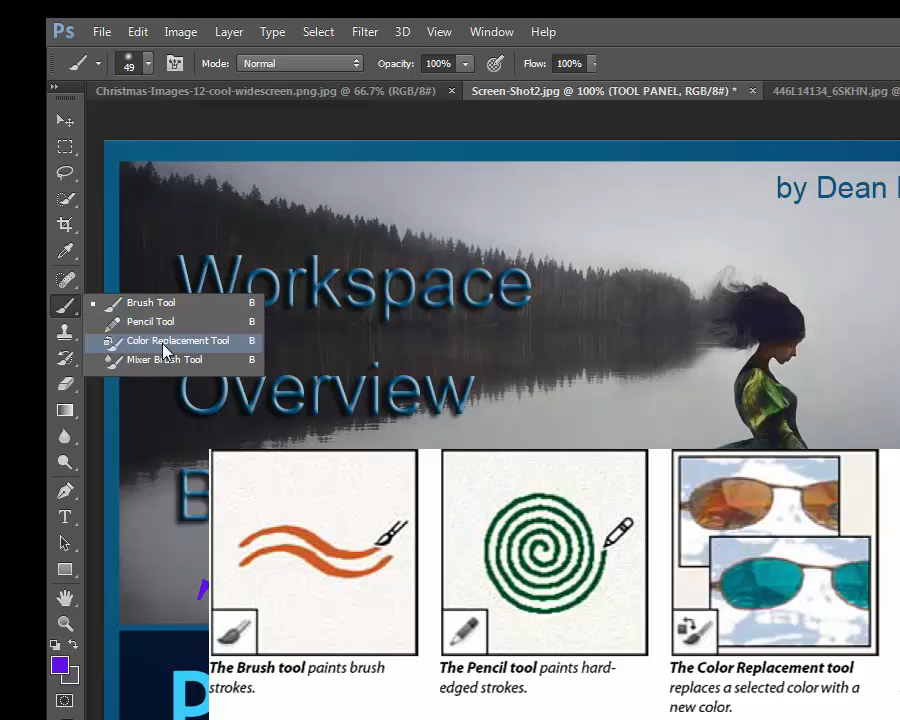 Ps File Edit Image Layer Type Select Filter 3D View Window Help
49 Mode: Normal Opacity: 100% Flow: 100%
Christmas-Images-12-cool-widescreen.png.jpg @ 66.7% (RGB/8#) × Screen-Shot2.jpg @ 100% (TOOL PANEL, RGB/8#) * × 446L14134_6SKHN.jpg @
by Dean
Workspace
Brush Tool B
Pencil Tool B
Color Replacement Tool B
Mixer Brush Tool B
Overview
B
P
The Brush tool paints brush
strokes.
The Pencil tool paints hard-
edged strokes.
The Color Replacement tool
replaces a selected color with a
new color.